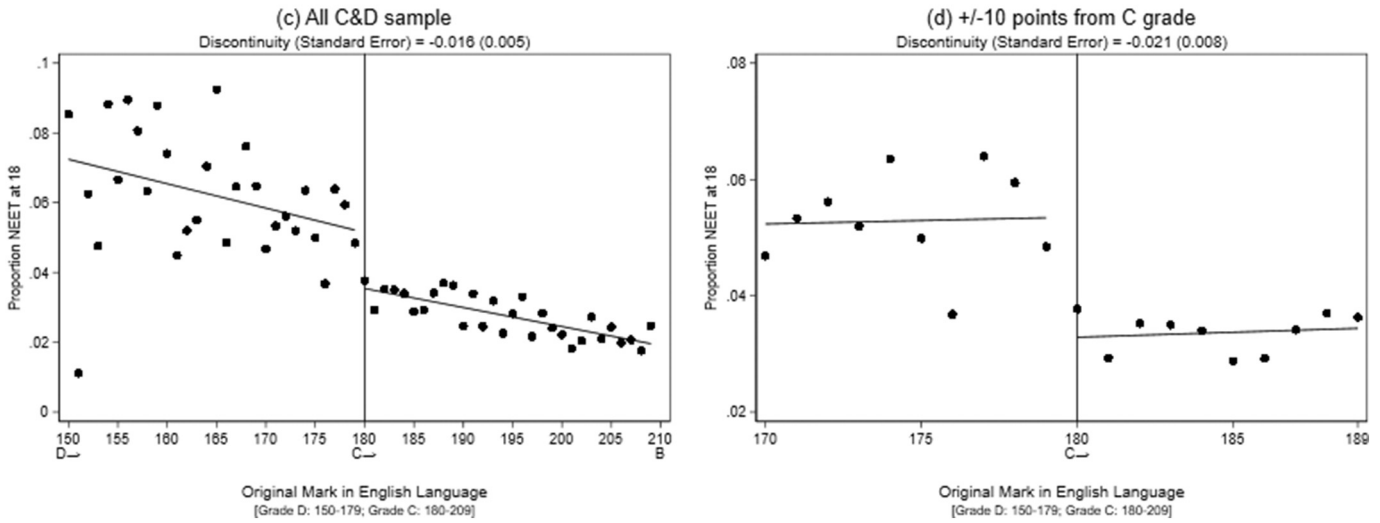 (c) All C&D sample
Discontinuity (Standard Error) = -0.016 (0.005)
Proportion NEET at 18
.1
.08
.06
.04
.02
0
150 155 160 165 170 175 180 185 190 195 200 205 210
D C B
Original Mark in English Language
[Grade D: 150-179; Grade C: 180-209]
(d) +/-10 points from C grade
Discontinuity (Standard Error) = -0.021 (0.008)
Proportion NEET at 18
.08
.06
.04
.02
170 175 180 185 189
C
Original Mark in English Language
[Grade D: 150-179; Grade C: 180-209]